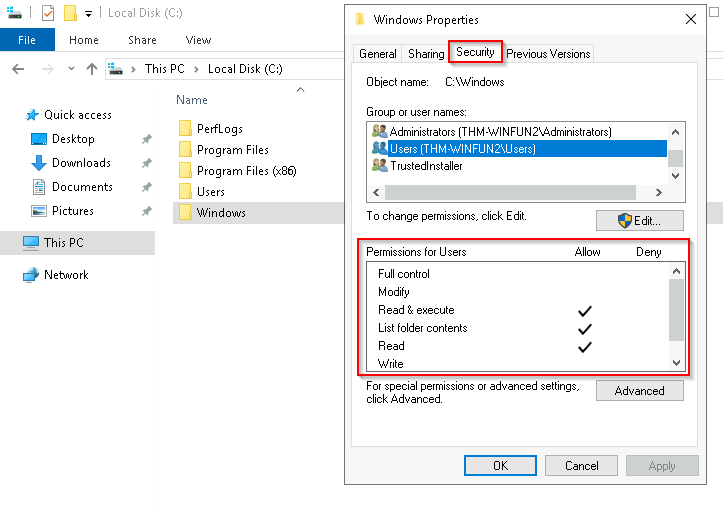 Local Disk (C:)
File Home Share View
This PC Local Disk (C:)
Quick access
Desktop
Downloads
Documents
Pictures
This PC
Network
Name
PerfLogs
Program Files
Program Files (x86)
Users
Windows
Windows Properties
General Sharing Security Previous Versions
Object name: C:\Windows
Group or user names:
Administrators (THM-WINFUN2\Administrators)
Users (THM-WINFUN2\Users)
TrustedInstaller
To change permissions, click Edit.
Edit...
Permissions for Users Allow Deny
Full control
Modify
Read & execute
List folder contents
Read
Write
For special permissions or advanced settings,
click Advanced.
Advanced
OK Cancel Apply